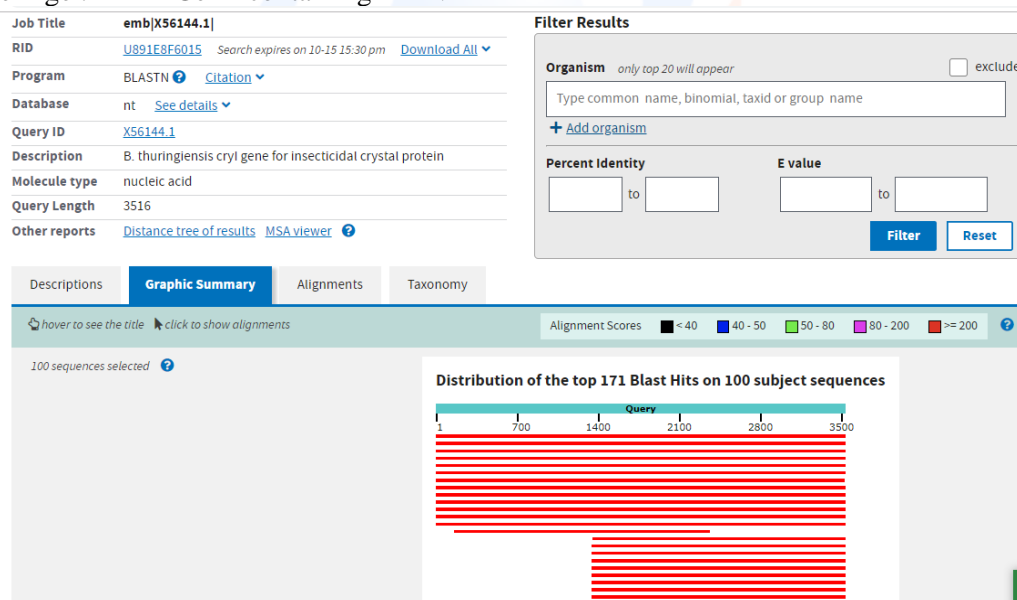 Job Title emb|X56144.1|
RID U891E8F6015 Search expires on 10-15 15:30 pm Download All
Program BLASTN ? Citation
Database nt See details
Query ID X56144.1
Description B. thuringiensis cryI gene for insecticidal crystal protein
Molecule type nucleic acid
Query Length 3516
Other reports Distance tree of results MSA viewer ?
Filter Results
Organism only top 20 will appear exclude
Type common name, binomial, taxid or group name
+ Add organism
Percent Identity E value
to to
Filter Reset
Descriptions Graphic Summary Alignments Taxonomy
hover to see the title click to show alignments
Alignment Scores < 40 40 - 50 50 - 80 80 - 200 >= 200 ?
100 sequences selected ?
Distribution of the top 171 Blast Hits on 100 subject sequences
Query
1 700 1400 2100 2800 3500